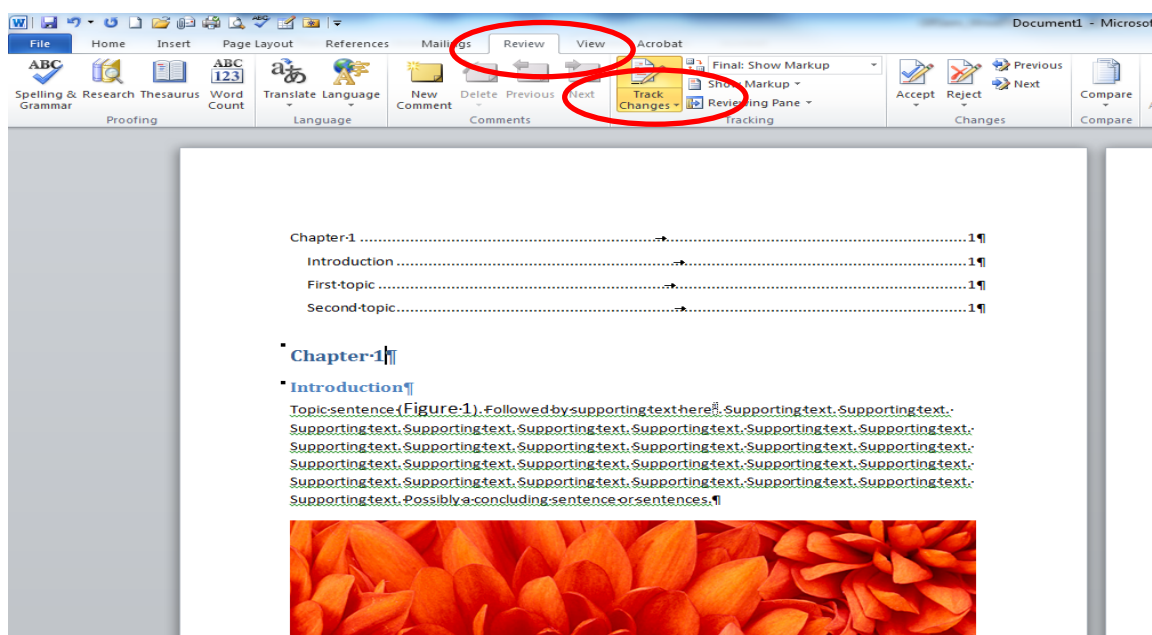 Document1 - Microsof
File Home Insert Page Layout References Mailings Review View Acrobat
ABC Spelling & Grammar
Research
Thesaurus
ABC 123 Word Count
Translate
Language
New Comment
Delete
Previous
Next
Track Changes
Final: Show Markup
Show Markup
Reviewing Pane
Accept
Reject
Previous
Next
Compare
Proofing Language Comments Tracking Changes Compare
Chapter·1 ................................................................1¶
Introduction ................................................................1¶
First·topic ................................................................1¶
Second·topic ................................................................1¶
Chapter·1¶
Introduction¶
Topic·sentence·(Figure·1).·Followed·by·supporting·text·here.·Supporting·text.·Supporting·text.·
Supporting·text.·Supporting·text.·Supporting·text.·Supporting·text.·Supporting·text.·Supporting·text.·
Supporting·text.·Supporting·text.·Supporting·text.·Supporting·text.·Supporting·text.·Supporting·text.·
Supporting·text.·Supporting·text.·Supporting·text.·Supporting·text.·Supporting·text.·Supporting·text.·
Supporting·text.·Supporting·text.·Supporting·text.·Supporting·text.·Supporting·text.·Supporting·text.·
Supporting·text.·Possibly·a·concluding·sentence·or·sentences.¶